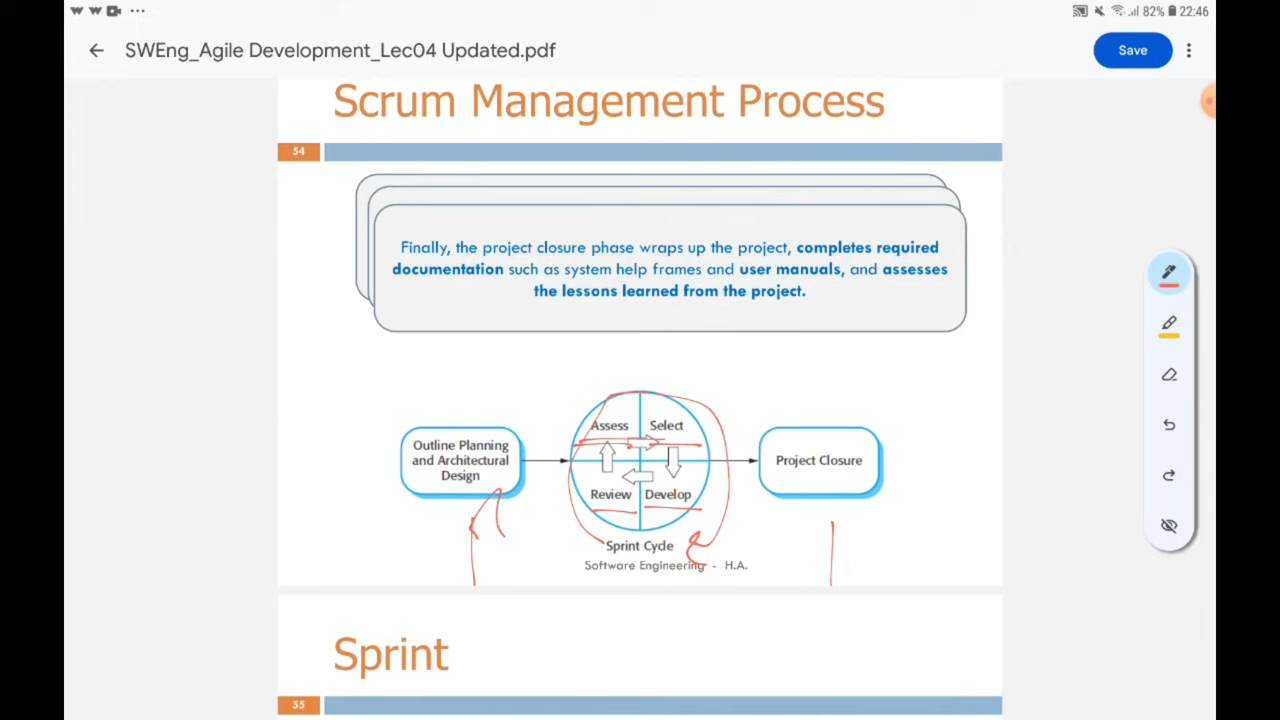 82% 22:46
SWEng_Agile Development_Lec04 Updated.pdf
Save
Scrum Management Process
54
Finally, the project closure phase wraps up the project, completes required
documentation such as system help frames and user manuals, and assesses
the lessons learned from the project.
Assess Select
Outline Planning
and Architectural
Design
Project Closure
Review Develop
Sprint Cycle
Software Engineering - H.A.
Sprint
55